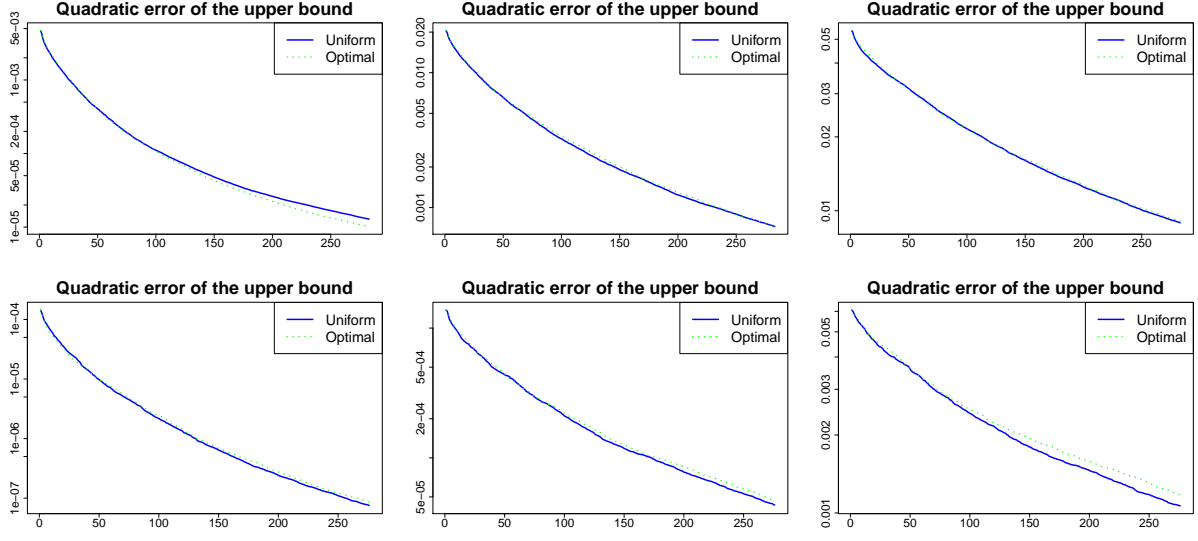 Quadratic error of the upper bound
Uniform
Optimal
5e−03
1e−03
2e−04
5e−05
1e−05
0 50 100 150 200 250
Quadratic error of the upper bound
Uniform
Optimal
0.020
0.010
0.005
0.002
0.001
0 50 100 150 200 250
Quadratic error of the upper bound
Uniform
Optimal
0.05
0.03
0.02
0.01
0 50 100 150 200 250
Quadratic error of the upper bound
Uniform
Optimal
1e−04
1e−05
1e−06
1e−07
0 50 100 150 200 250
Quadratic error of the upper bound
Uniform
Optimal
5e−04
2e−04
5e−05
0 50 100 150 200 250
Quadratic error of the upper bound
Uniform
Optimal
0.005
0.003
0.002
0.001
0 50 100 150 200 250